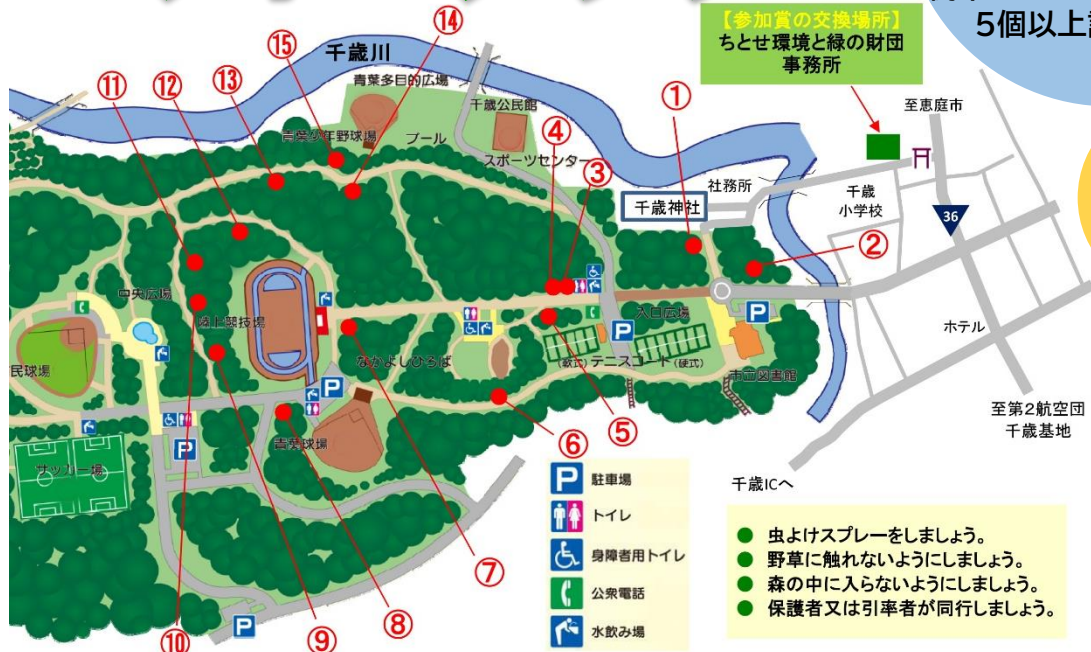 【参加賞の交換場所】
ちとせ環境と緑の財団
事務所
5個以上
⑭
⑮
千歳川
青葉多目的広場
⑪
⑫
⑬
千歳公民館
①
至恵庭市
青葉少年野球場
プール
④
③
スポーツセンター
社務所
千歳神社
千歳
小学校
36
②
中央広場
陸上競技場
入口広場
P
ホテル
なかよしひろば
(軟式)テニスコート(硬式)
民球場
市立図書館
P
P
⑤
⑥
至第2航空団
千歳基地
青葉球場
P
サッカー場
千歳ICへ
P 駐車場
トイレ
身障者用トイレ
公衆電話
水飲み場
⑦
⑧
⑨
⑩
P
虫よけスプレーをしましょう。
野草に触れないようにしましょう。
森の中に入らないようにしましょう。
保護者又は引率者が同行しましょう。